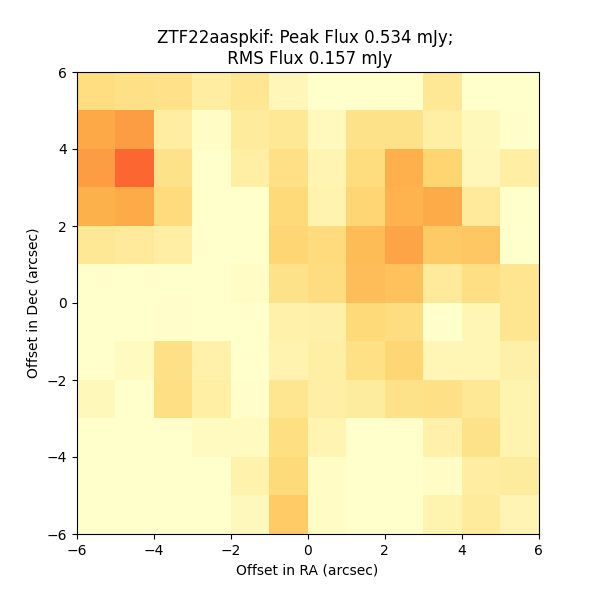 ZTF22aaspkif: Peak Flux 0.534 mJy;
RMS Flux 0.157 mJy
6
4
2
0
−2
−4
−6
Offset in Dec (arcsec)
−6 −4 −2 0 2 4 6
Offset in RA (arcsec)